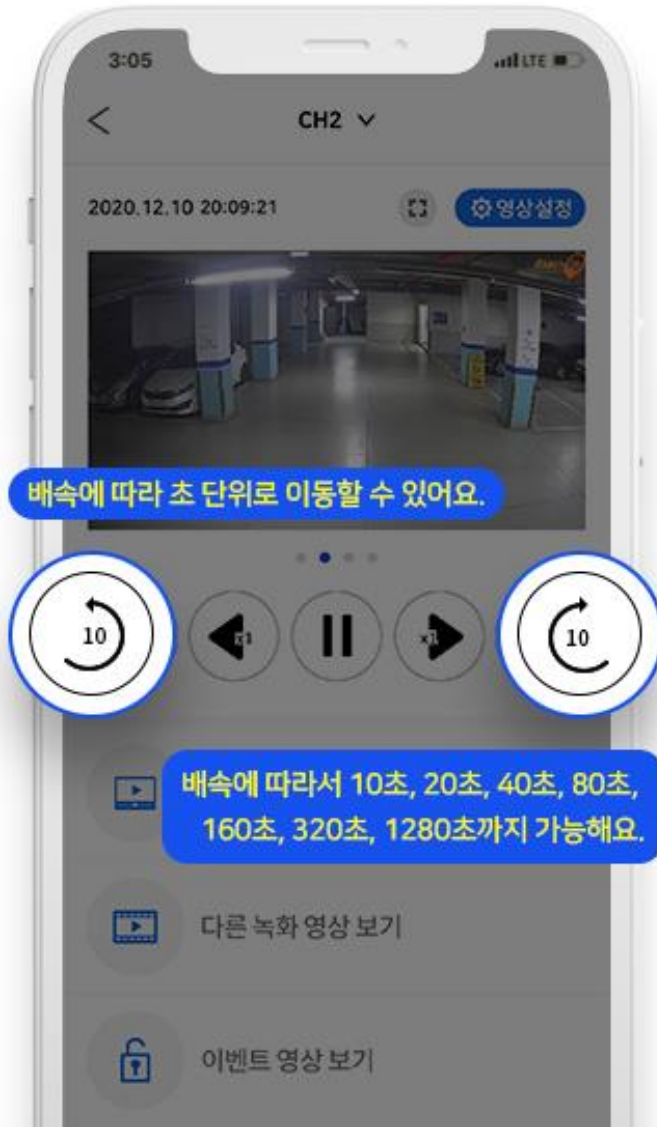 3:05
LTE
CH2
2020.12.10 20:09:21
영상설정
배속에 따라 초 단위로 이동할 수 있어요.
10
x1
x1
10
배속에 따라서 10초, 20초, 40초, 80초,
160초, 320초, 1280초까지 가능해요.
다른 녹화 영상 보기
이벤트 영상 보기